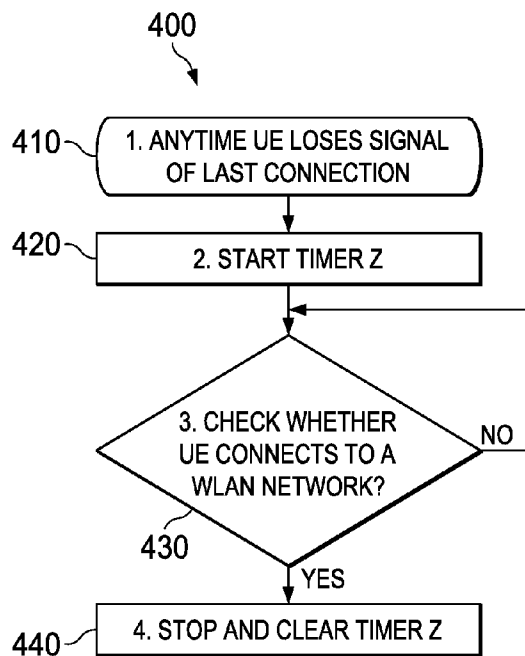 400
410
1. ANYTIME UE LOSES SIGNAL
OF LAST CONNECTION
420
2. START TIMER Z
3. CHECK WHETHER
UE CONNECTS TO A
WLAN NETWORK?
NO
430
YES
440
4. STOP AND CLEAR TIMER Z